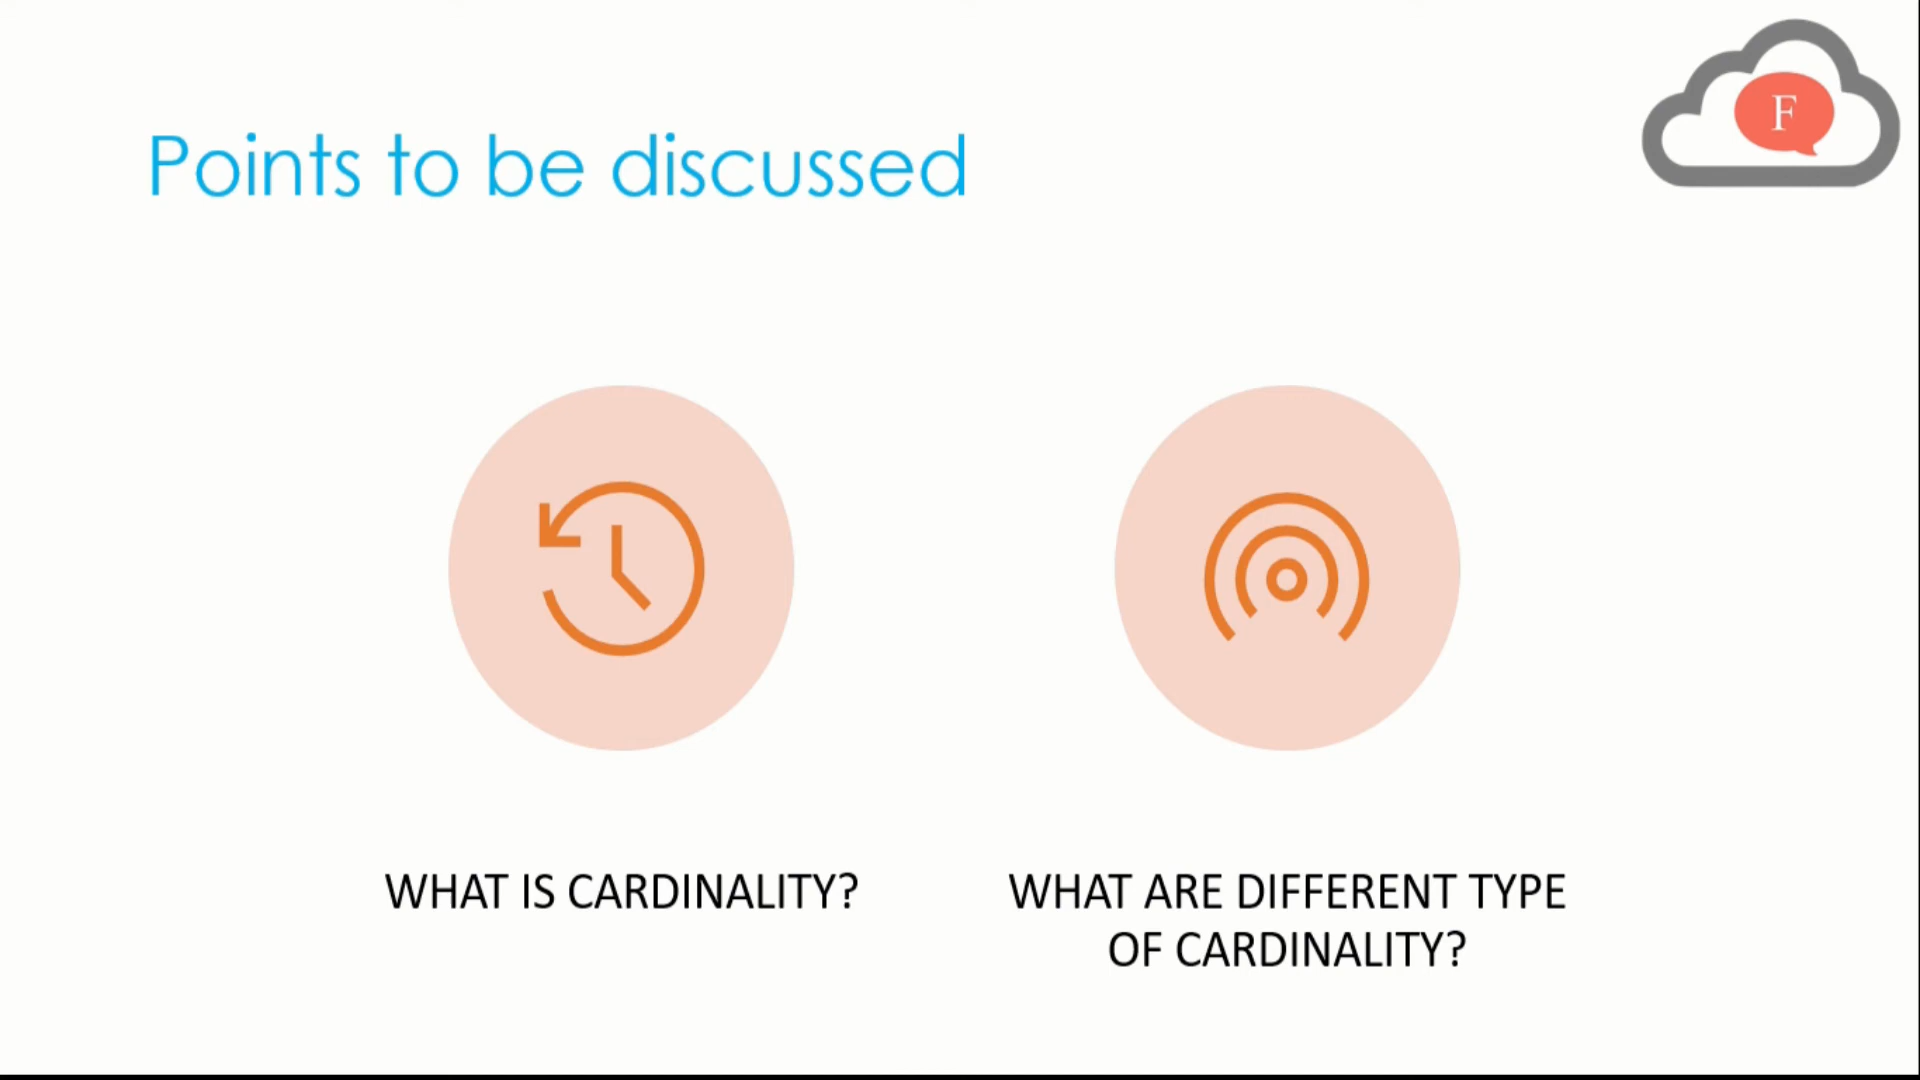 F
Points to be discussed
WHAT IS CARDINALITY?
WHAT ARE DIFFERENT TYPE
OF CARDINALITY?